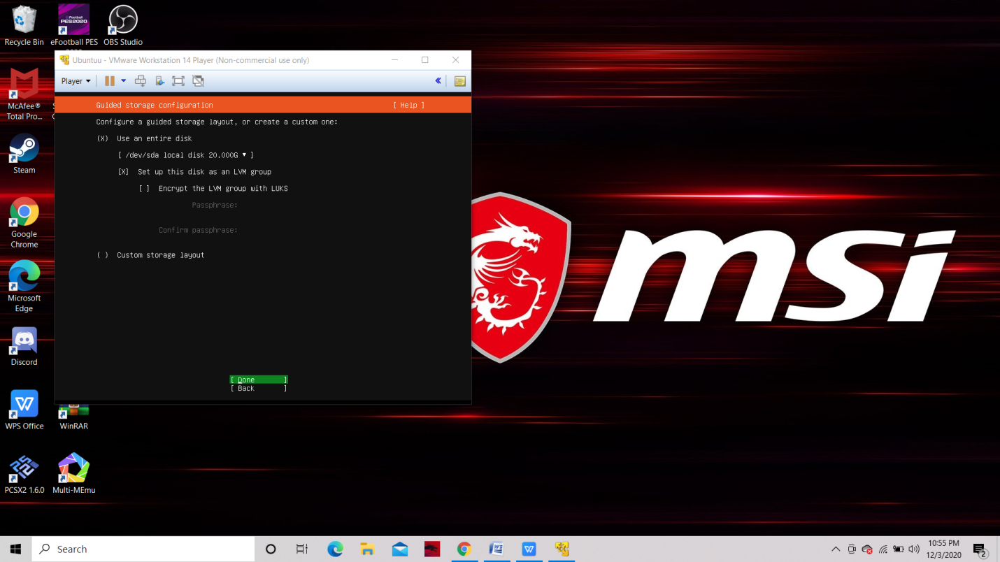 Recycle Bin
eFootball PES
OBS Studio
eFootball
PES2020
McAfee®
Total Pro...
Steam
Google
Chrome
Microsoft
Edge
Discord
WPS Office
WinRAR
PCSX2 1.6.0
Multi-MEmu
Ubuntuu - VMware Workstation 14 Player (Non-commercial use only)
Player
Guided storage configuration [ Help ]
Configure a guided storage layout, or create a custom one:
(X) Use an entire disk
[ /dev/sda local disk 20.000G ▾ ]
[X] Set up this disk as an LVM group
[ ] Encrypt the LVM group with LUKS
Passphrase:
Confirm passphrase:
( ) Custom storage layout
[ Done ]
[ Back ]
msi
Search
10:55 PM
12/3/2020
2